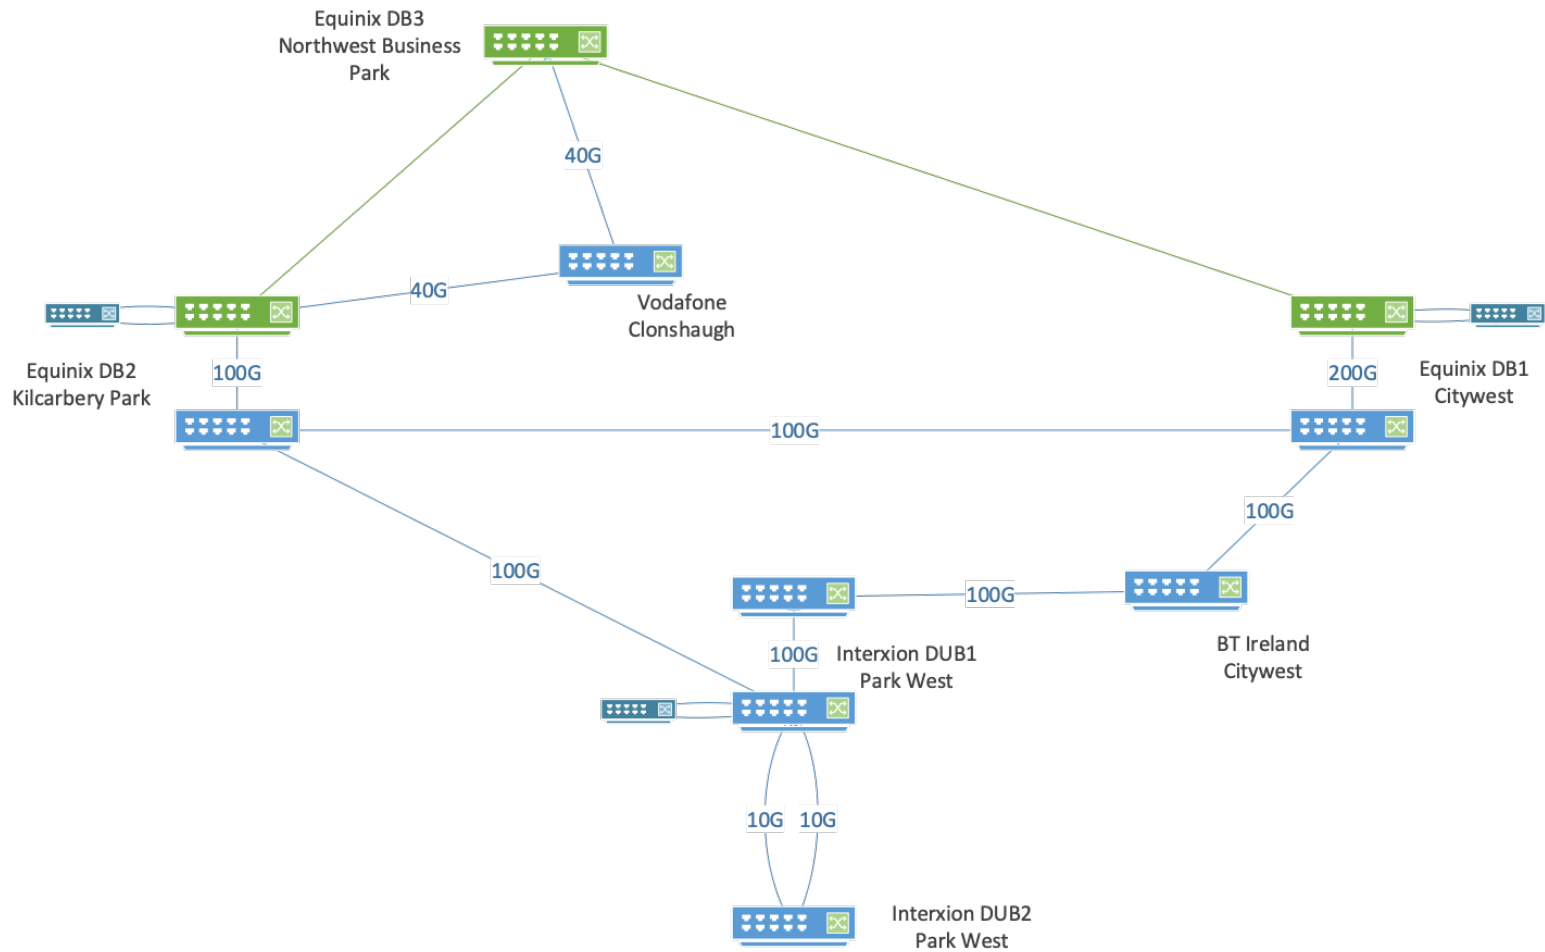 Equinix DB3
Northwest Business
Park
40G
40G
Vodafone
Clonshaugh
Equinix DB2
Kilcarbery Park
100G
200G
Equinix DB1
Citywest
100G
100G
100G
100G
100G
Interxion DUB1
Park West
BT Ireland
Citywest
10G
10G
Interxion DUB2
Park West